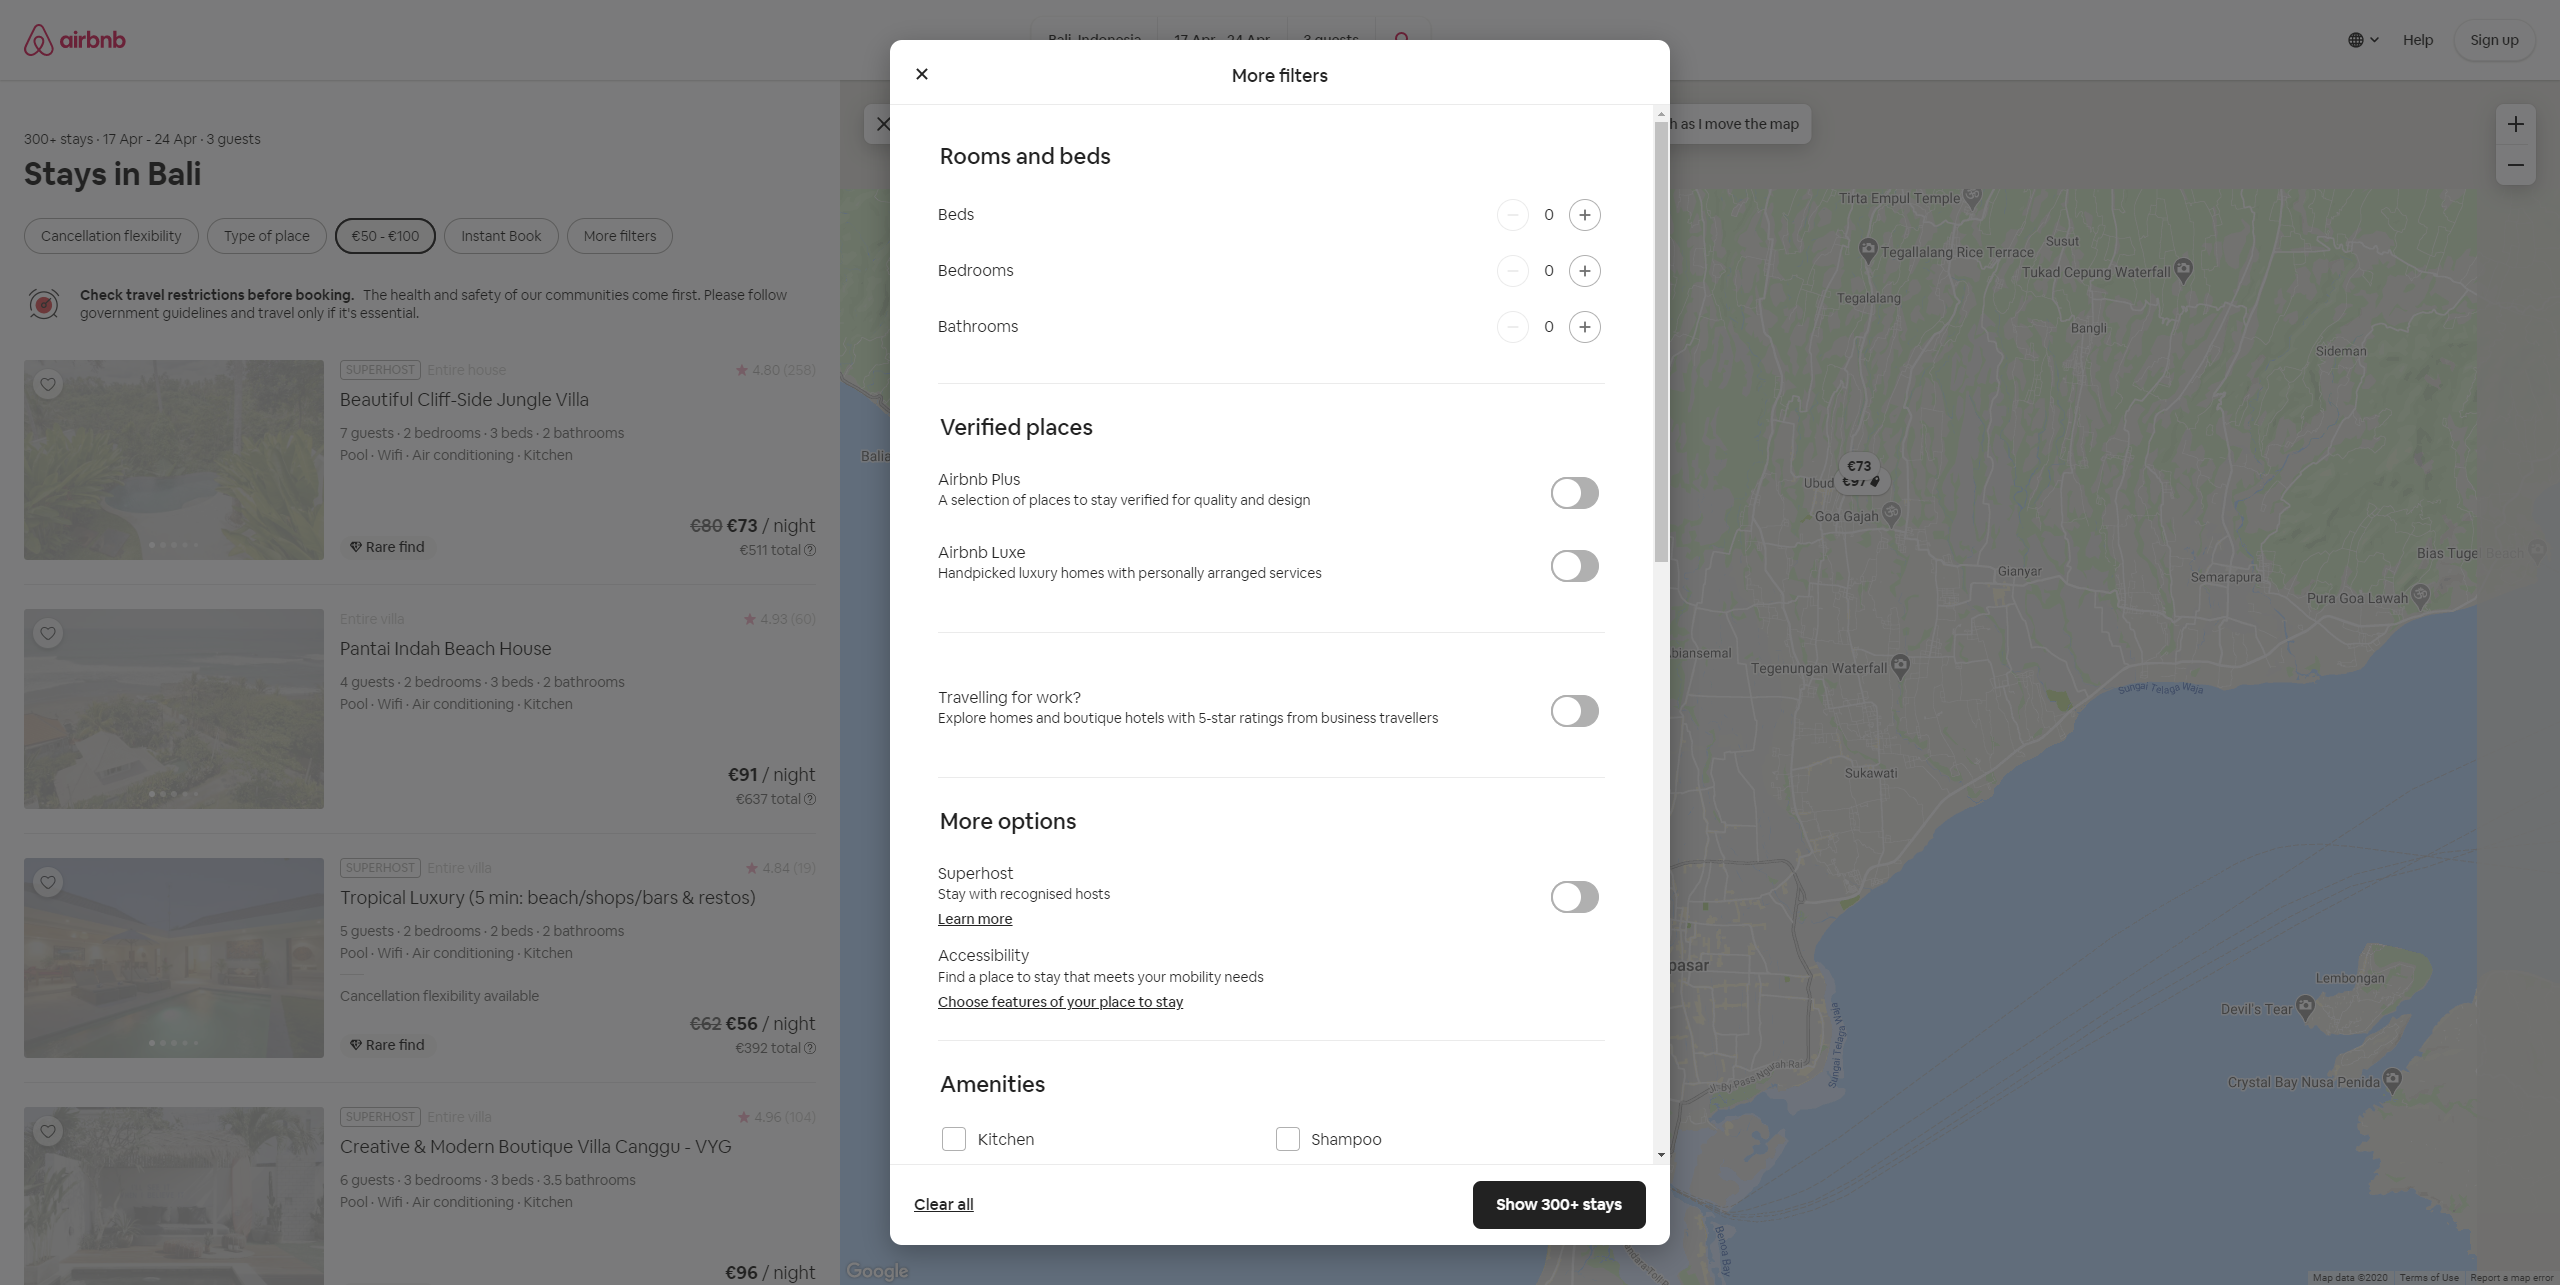 airbnb
Help
Sign up
300+ stays · 17 Apr - 24 Apr · 3 guests
Stays in Bali
Cancellation flexibility
Type of place
€50 - €100
Instant Book
More filters
Check travel restrictions before booking. The health and safety of our communities come first. Please follow
government guidelines and travel only if it's essential.
SUPERHOST Entire house ★ 4.80 (258)
Beautiful Cliff-Side Jungle Villa
7 guests · 2 bedrooms · 3 beds · 2 bathrooms
Pool · Wifi · Air conditioning · Kitchen
€80 €73 / night
Rare find
€511 total
Entire villa ★ 4.93 (60)
Pantai Indah Beach House
4 guests · 2 bedrooms · 3 beds · 2 bathrooms
Pool · Wifi · Air conditioning · Kitchen
€91 / night
€637 total
SUPERHOST Entire villa ★ 4.84 (19)
Tropical Luxury (5 min: beach/shops/bars & restos)
5 guests · 2 bedrooms · 2 beds · 2 bathrooms
Pool · Wifi · Air conditioning · Kitchen
Cancellation flexibility available
€62 €56 / night
Rare find
€392 total
SUPERHOST Entire villa ★ 4.96 (104)
Creative & Modern Boutique Villa Canggu - VYG
6 guests · 3 bedrooms · 3 beds · 3.5 bathrooms
Pool · Wifi · Air conditioning · Kitchen
€96 / night
More filters
Rooms and beds
Beds 0
Bedrooms 0
Bathrooms 0
Verified places
Airbnb Plus
A selection of places to stay verified for quality and design
Airbnb Luxe
Handpicked luxury homes with personally arranged services
Travelling for work?
Explore homes and boutique hotels with 5-star ratings from business travellers
More options
Superhost
Stay with recognised hosts
Learn more
Accessibility
Find a place to stay that meets your mobility needs
Choose features of your place to stay
Amenities
Kitchen
Shampoo
Clear all
Show 300+ stays
as I move the map
Tirta Empul Temple
Tegallalang Rice Terrace
Susut
Tukad Cepung Waterfall
Tegalalang
Bangli
Sideman
€73
Ubud
€97
Goa Gajah
Bias Tugel Beach
Gianyar
Semarapura
Pura Goa Lawah
Tegenungan Waterfall
Sungai Telaga Waja
Sukawati
Lembongan
Devil's Tear
Sungai Telaga Waja
Jl. By Pass Ngurah Rai
Crystal Bay Nusa Penida
Benoa Bay
Google
Map data ©2020
Terms of Use
Report a map error